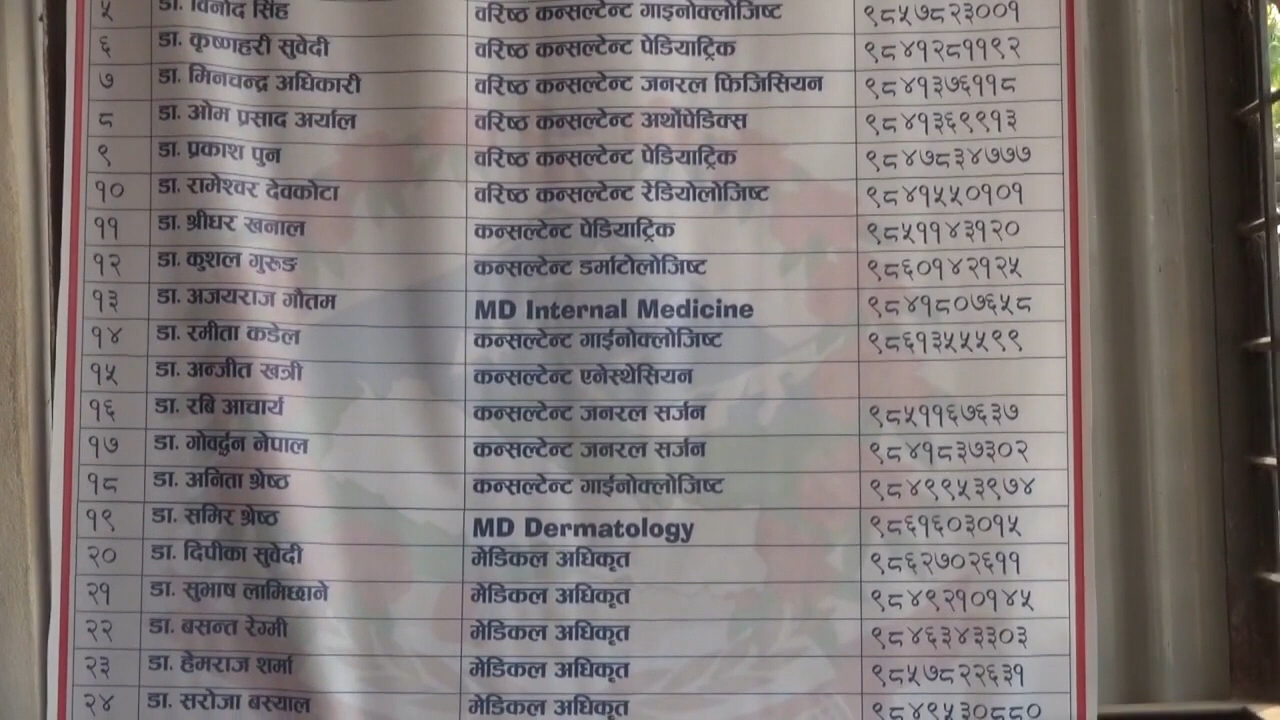 ५ डा. विनोद सिंह वरिष्ठ कन्सल्टेन्ट गाइनोक्लोजिष्ट ९८५७८२३००१
६ डा. कृष्णहरी सुवेदी वरिष्ठ कन्सल्टेन्ट पेडियाट्रिक ९८४१२८११९२
७ डा. मिनचन्द्र अधिकारी वरिष्ठ कन्सल्टेन्ट जनरल फिजिसियन ९८४१३७६११८
८ डा. ओम प्रसाद अर्याल वरिष्ठ कन्सल्टेन्ट अर्थोपेडिक्स ९८४१३६९९१३
९ डा. प्रकाश पुन वरिष्ठ कन्सल्टेन्ट पेडियाट्रिक ९८४७८३४७७७
१० डा. रामेश्वर देवकोटा वरिष्ठ कन्सल्टेन्ट रेडियोलोजिष्ट ९८४१५५०१०१
११ डा. श्रीधर खनाल कन्सल्टेन्ट पेडियाट्रिक ९८५११४३१२०
१२ डा. कुशल गुरूङ कन्सल्टेन्ट डर्माटोलोजिष्ट ९८६०१४२१२५
१३ डा. अजयराज गौतम MD Internal Medicine ९८४१८०७६५८
१४ डा. रमीता कडेल कन्सल्टेन्ट गाईनोक्लोजिष्ट ९८६१३५५५९९
१५ डा. अन्जीत खत्री कन्सल्टेन्ट एनेस्थेसियन
१६ डा. रबि आचार्य कन्सल्टेन्ट जनरल सर्जन ९८५११६७६३७
१७ डा. गोवर्द्धन नेपाल कन्सल्टेन्ट जनरल सर्जन ९८४१८३७३०२
१८ डा. अनिता श्रेष्ठ कन्सल्टेन्ट गाईनोक्लोजिष्ट ९८४९९५३९७४
१९ डा. समिर श्रेष्ठ MD Dermatology ९८६१६०३०१५
२० डा. दिपीका सुवेदी मेडिकल अधिकृत ९८६२७०२६११
२१ डा. सुभाष लामिछाने मेडिकल अधिकृत ९८४९२१०१४५
२२ डा. बसन्त रेग्मी मेडिकल अधिकृत ९८४६३४३३०३
२३ डा. हेमराज शर्मा मेडिकल अधिकृत ९८५७८२२६३१
२४ डा. सरोजा बस्याल मेडिकल अधिकृत ९८४९५३०८८०